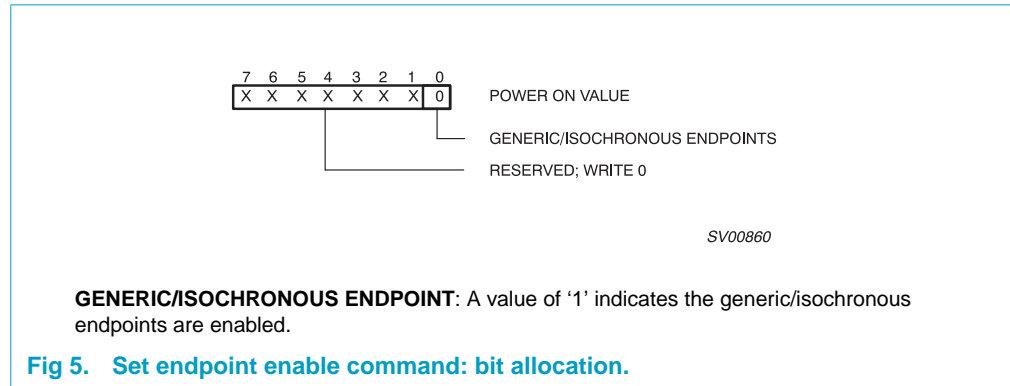 7 6 5 4 3 2 1 0
X X X X X X X 0 POWER ON VALUE
GENERIC/ISOCHRONOUS ENDPOINTS
RESERVED; WRITE 0
SV00860
GENERIC/ISOCHRONOUS ENDPOINT: A value of ‘1’ indicates the generic/isochronous
endpoints are enabled.
Fig 5. Set endpoint enable command: bit allocation.